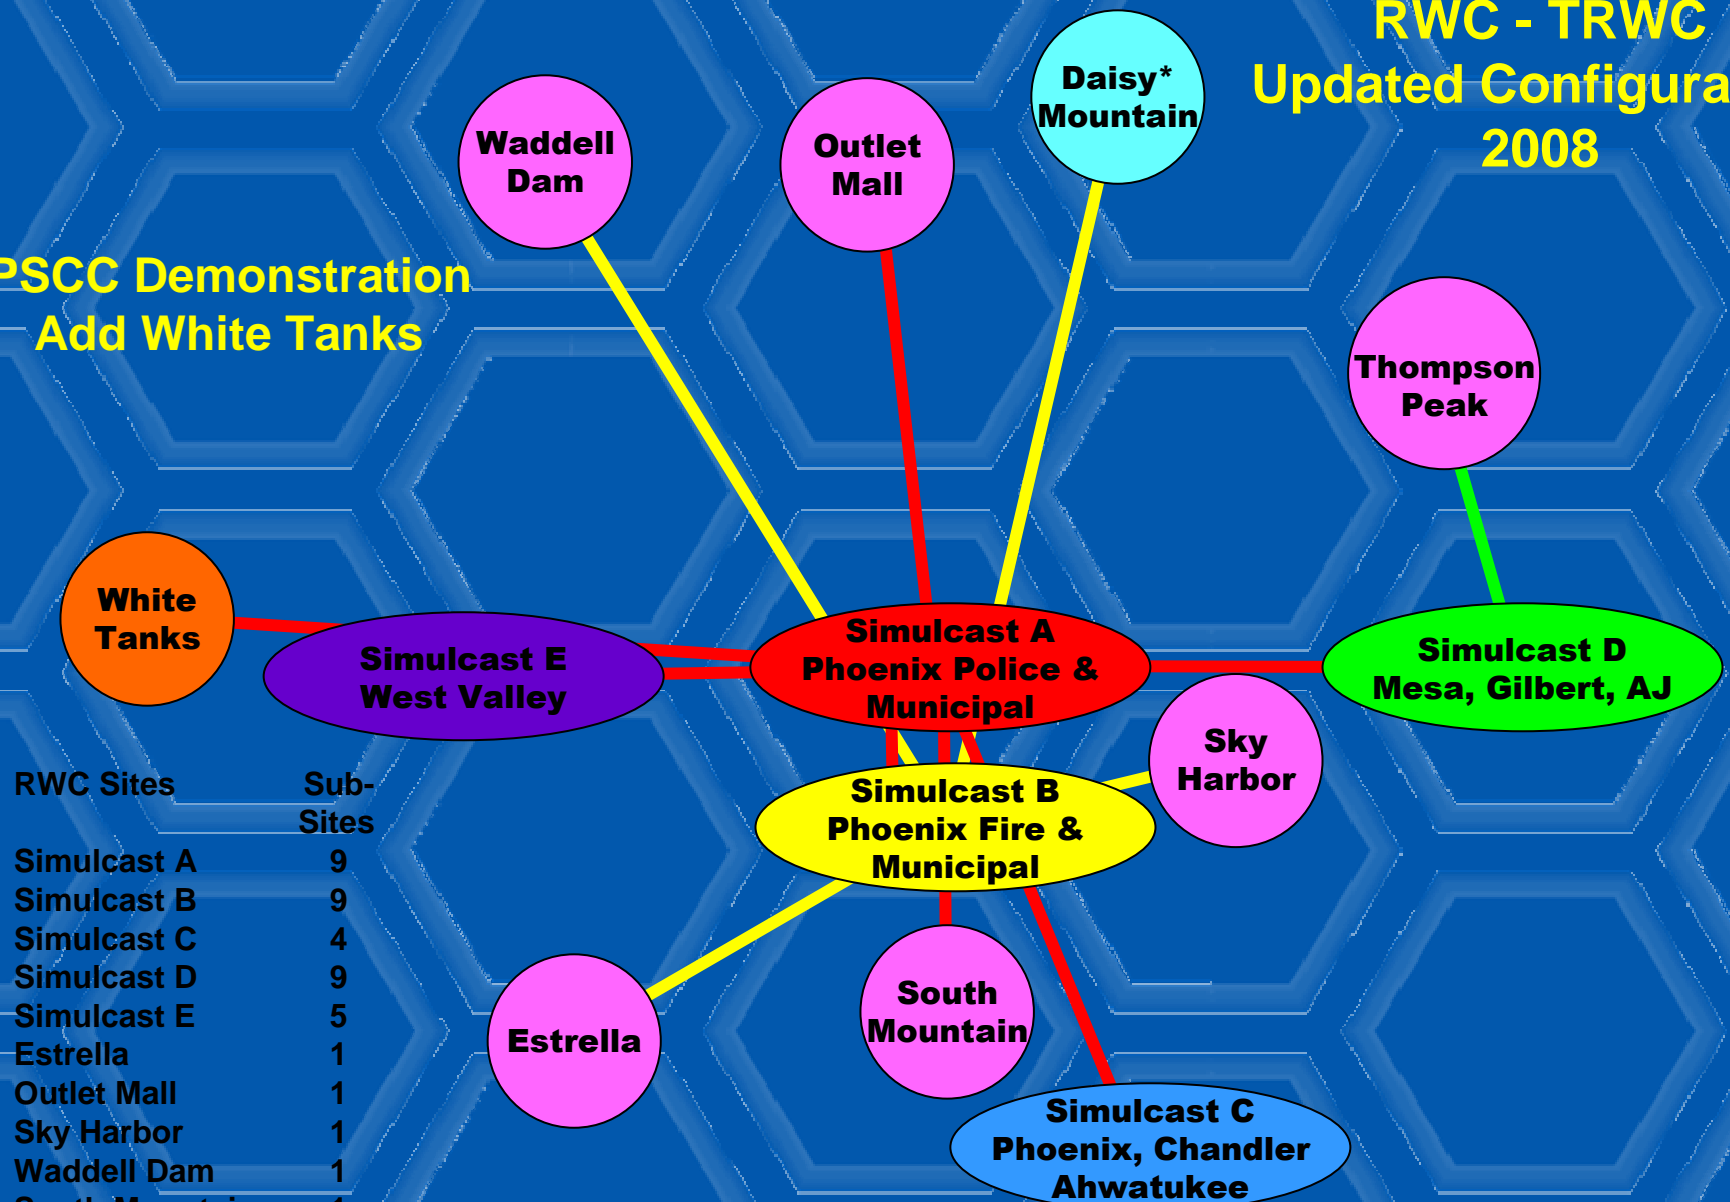 RWC - TRWC
Updated
2008
Daisy*
Mountain
Waddell
Dam
Outlet
Mall
Demonstration
Add White Tanks
Thompson
Peak
White
Tanks
Simulcast E
West Valley
Simulcast A
Phoenix Police &
Municipal
Simulcast D
Mesa, Gilbert, AJ
Sky
Harbor
Simulcast B
Phoenix Fire &
Municipal
Estrella
South
Mountain
Simulcast C
Phoenix, Chandler
Ahwatukee
RWC Sites Sub-
Sites
Simulcast A 9
Simulcast B 9
Simulcast C 4
Simulcast D 9
Simulcast E 5
Estrella 1
Outlet Mall 1
Sky Harbor 1
Waddell Dam 1